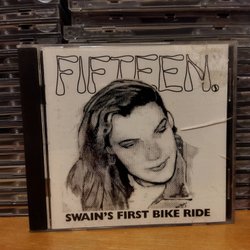 FIFTEEN.
SWAIN'S FIRST BIKE RIDE